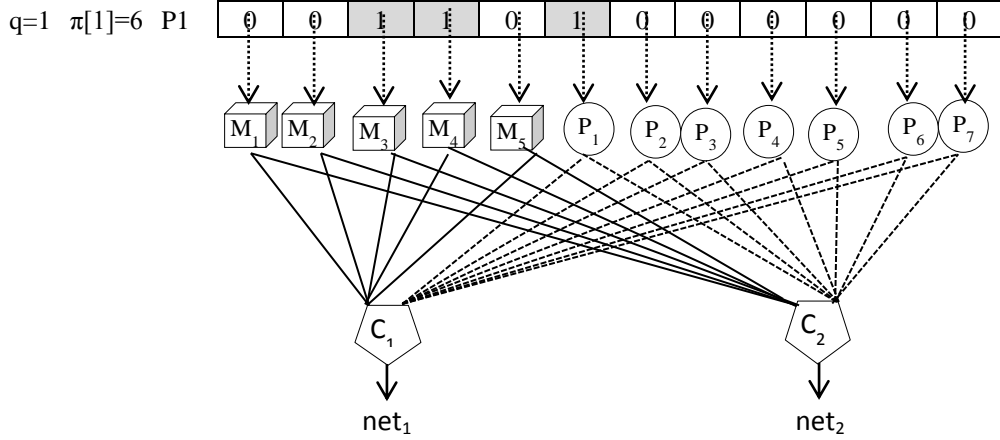 q=1 π[1]=6 P1 0 0 1 1 0 1 0 0 0 0 0 0
M₁ M₂ M₃ M₄ M₅ P₁ P₂ P₃ P₄ P₅ P₆ P₇
C₁ C₂
net₁ net₂